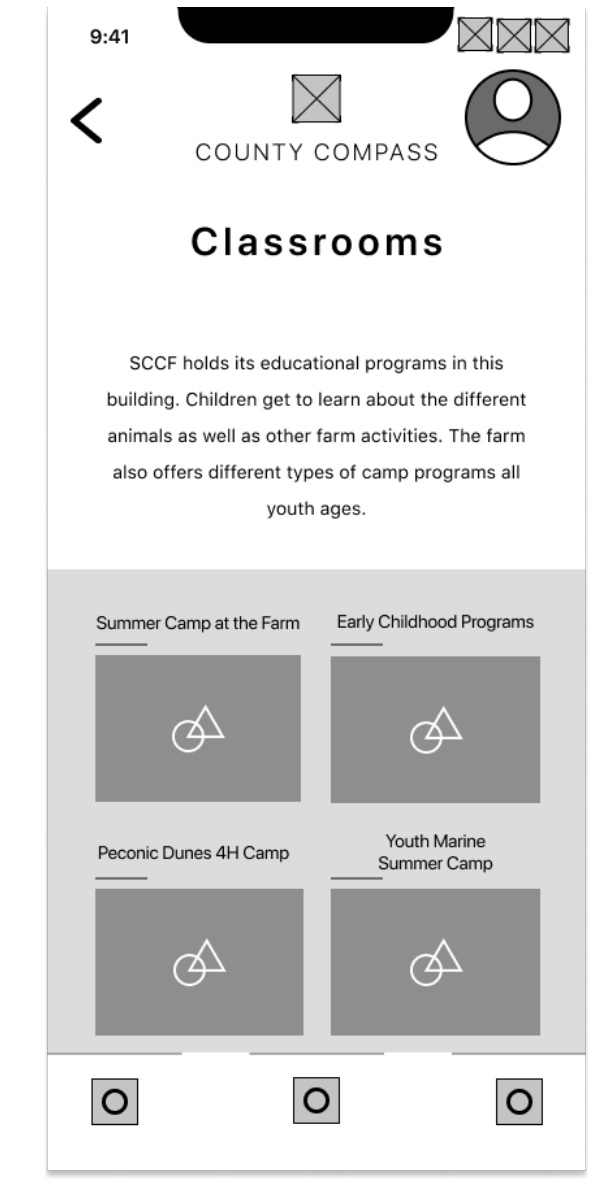 9:41
COUNTY COMPASS
Classrooms
SCCF holds its educational programs in this
building. Children get to learn about the different
animals as well as other farm activities. The farm
also offers different types of camp programs all
youth ages.
Summer Camp at the Farm
Early Childhood Programs
Peconic Dunes 4H Camp
Youth Marine
Summer Camp